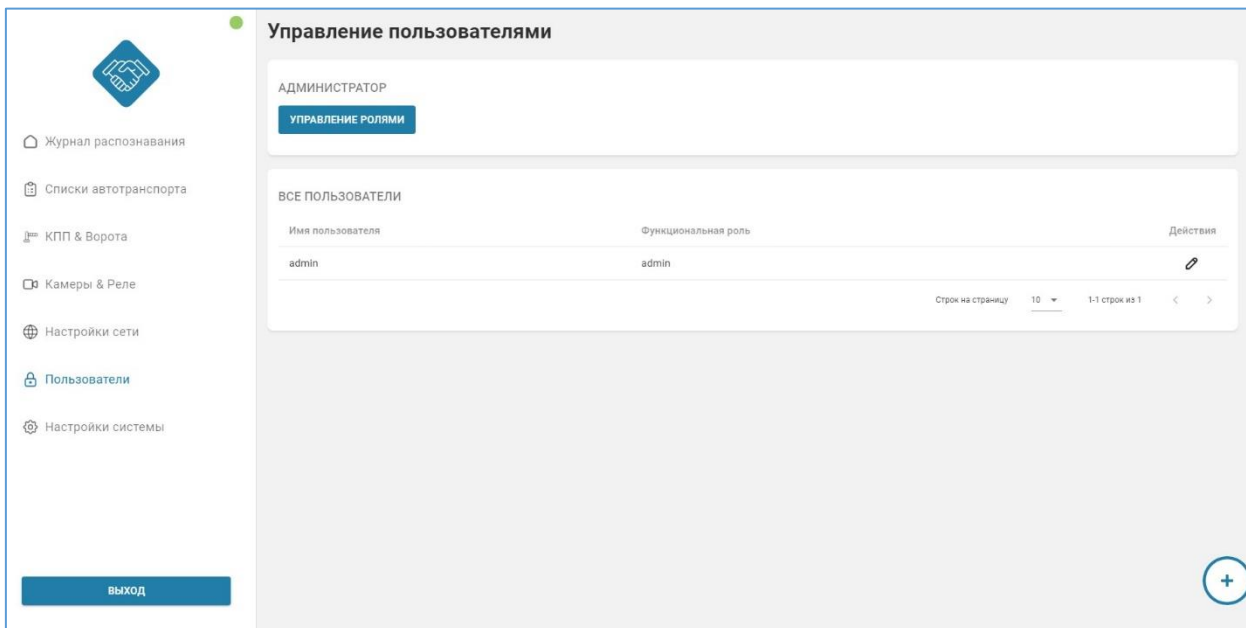 Управление пользователями
АДМИНИСТРАТОР
УПРАВЛЕНИЕ РОЛЯМИ
Журнал распознавания
Списки автотранспорта
КПП & Ворота
Камеры & Реле
Настройки сети
Пользователи
Настройки системы
ВЫХОД
ВСЕ ПОЛЬЗОВАТЕЛИ
Имя пользователя Функциональная роль Действия
admin admin
Строк на страницу 10 1-1 строк из 1